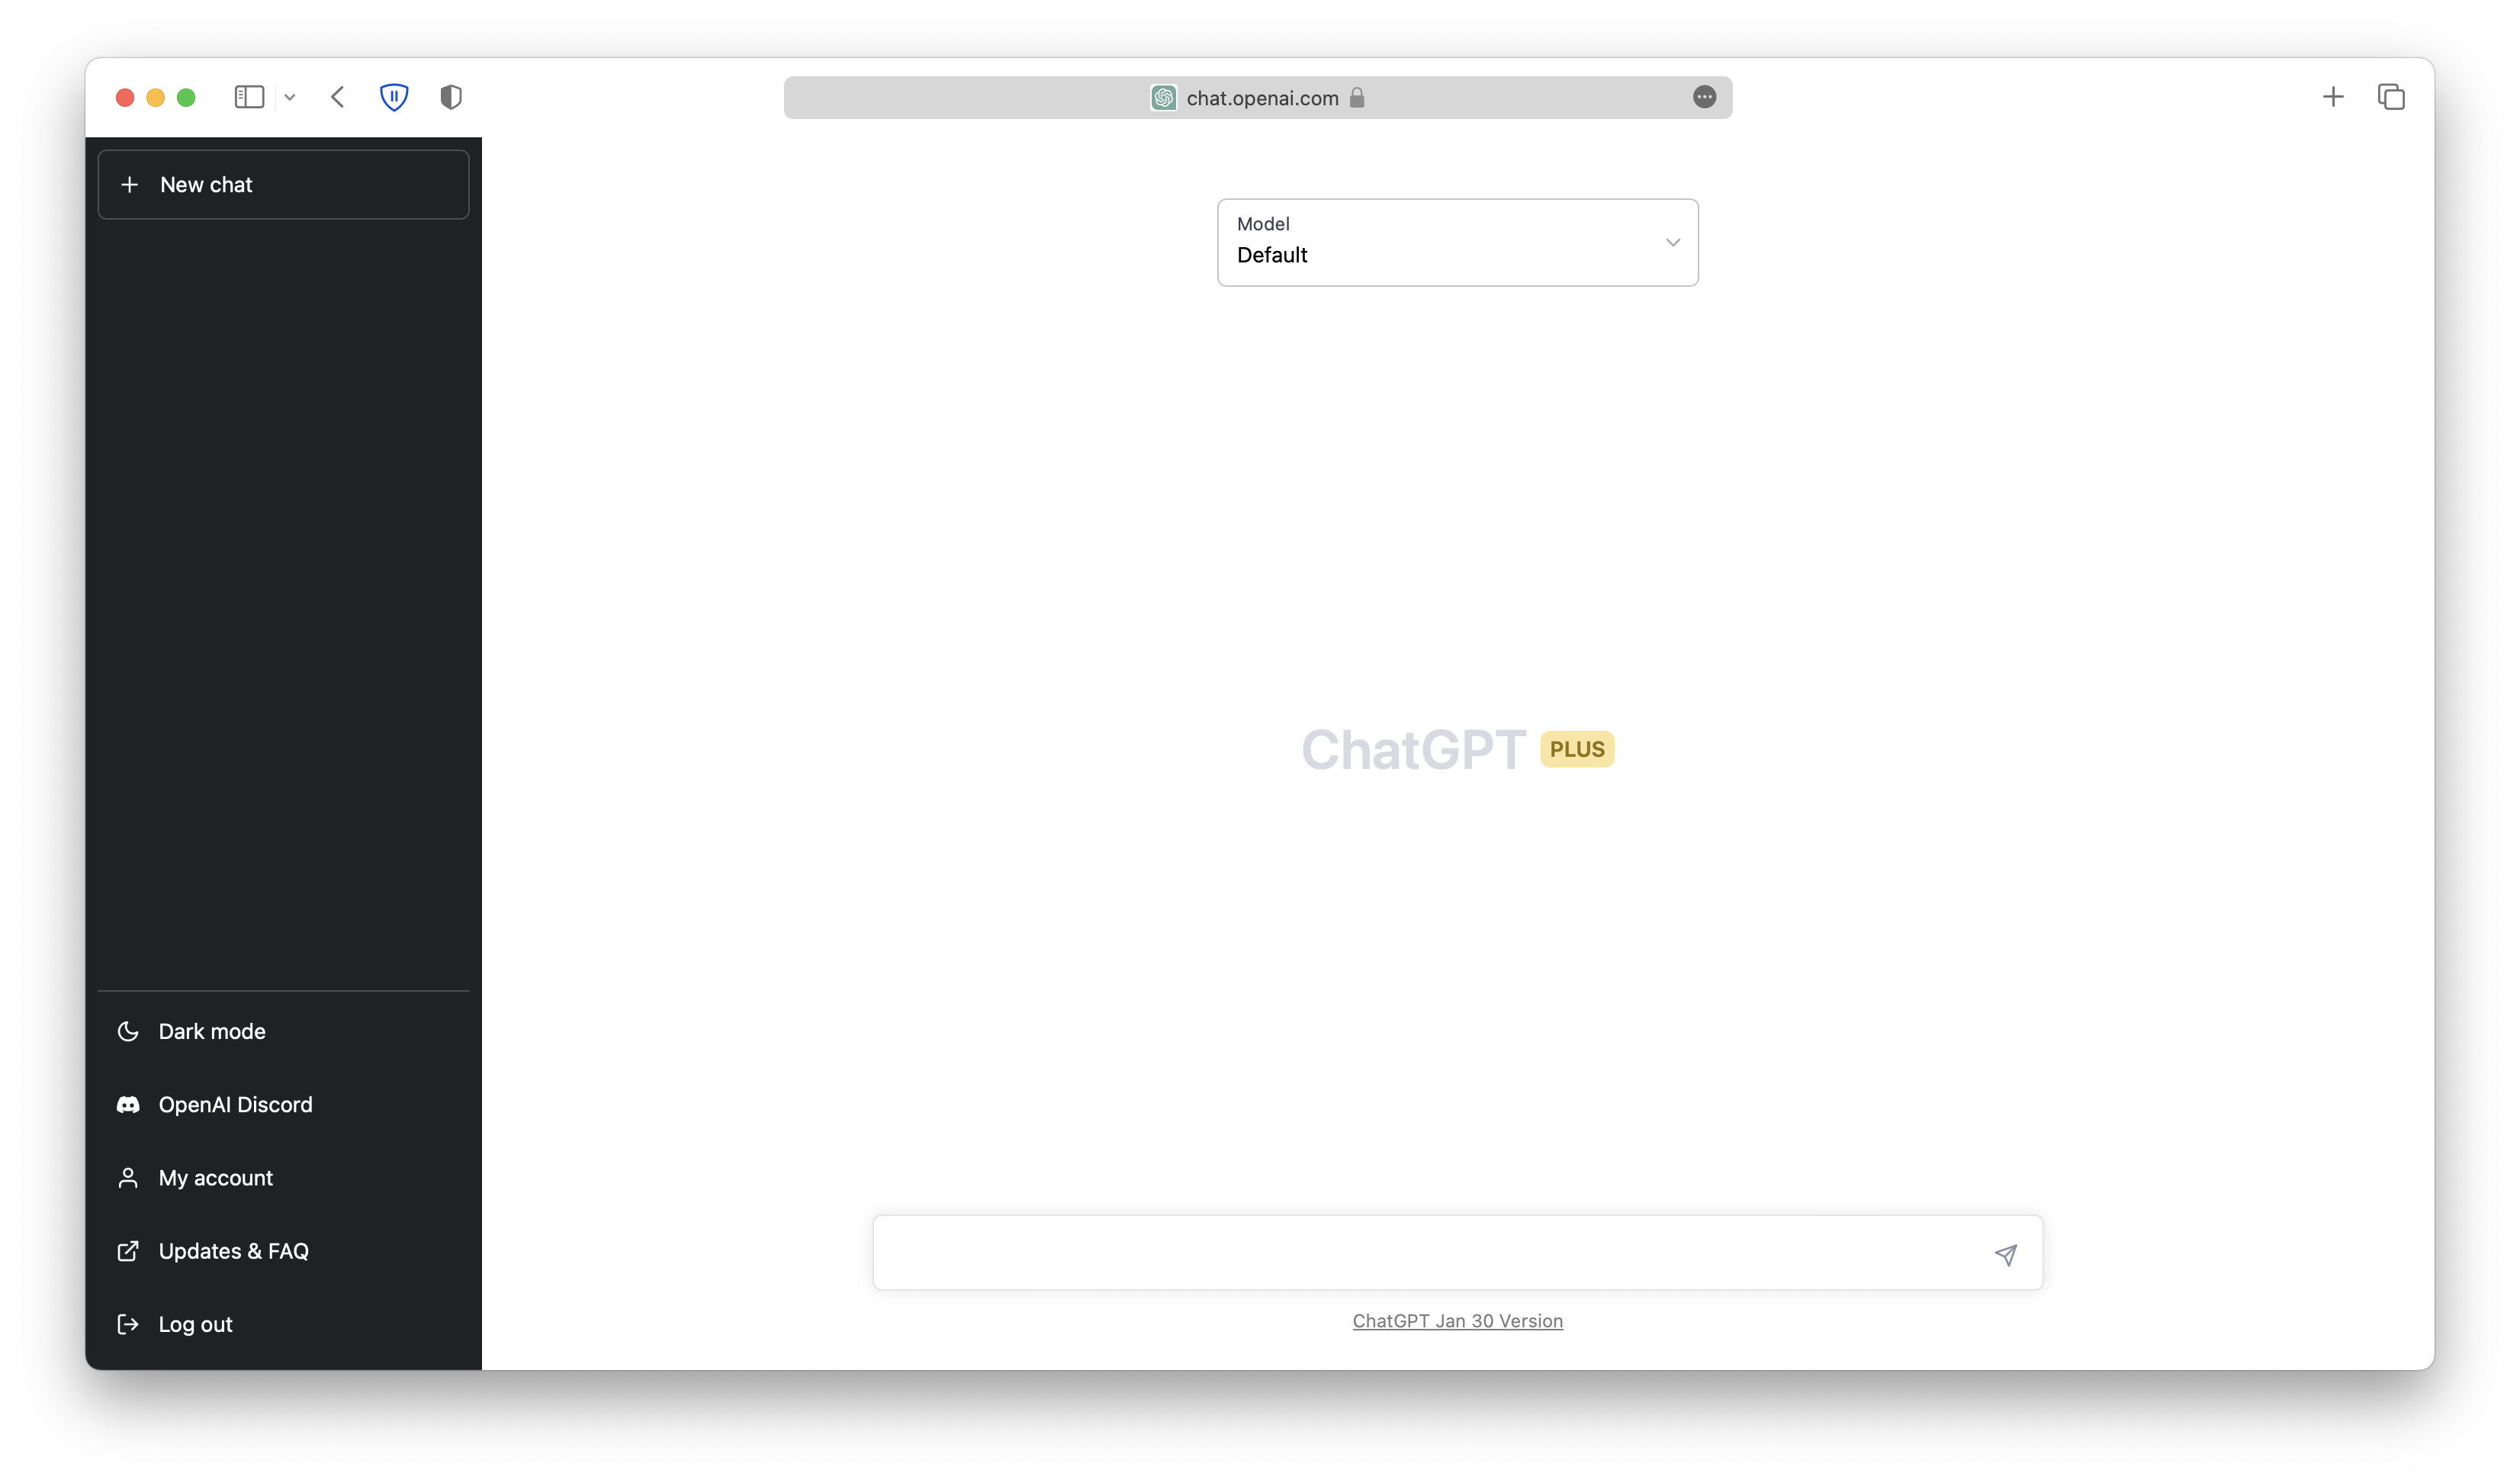 chat.openai.com
New chat
Model
Default
ChatGPT PLUS
Dark mode
OpenAI Discord
My account
Updates & FAQ
Log out
ChatGPT Jan 30 Version